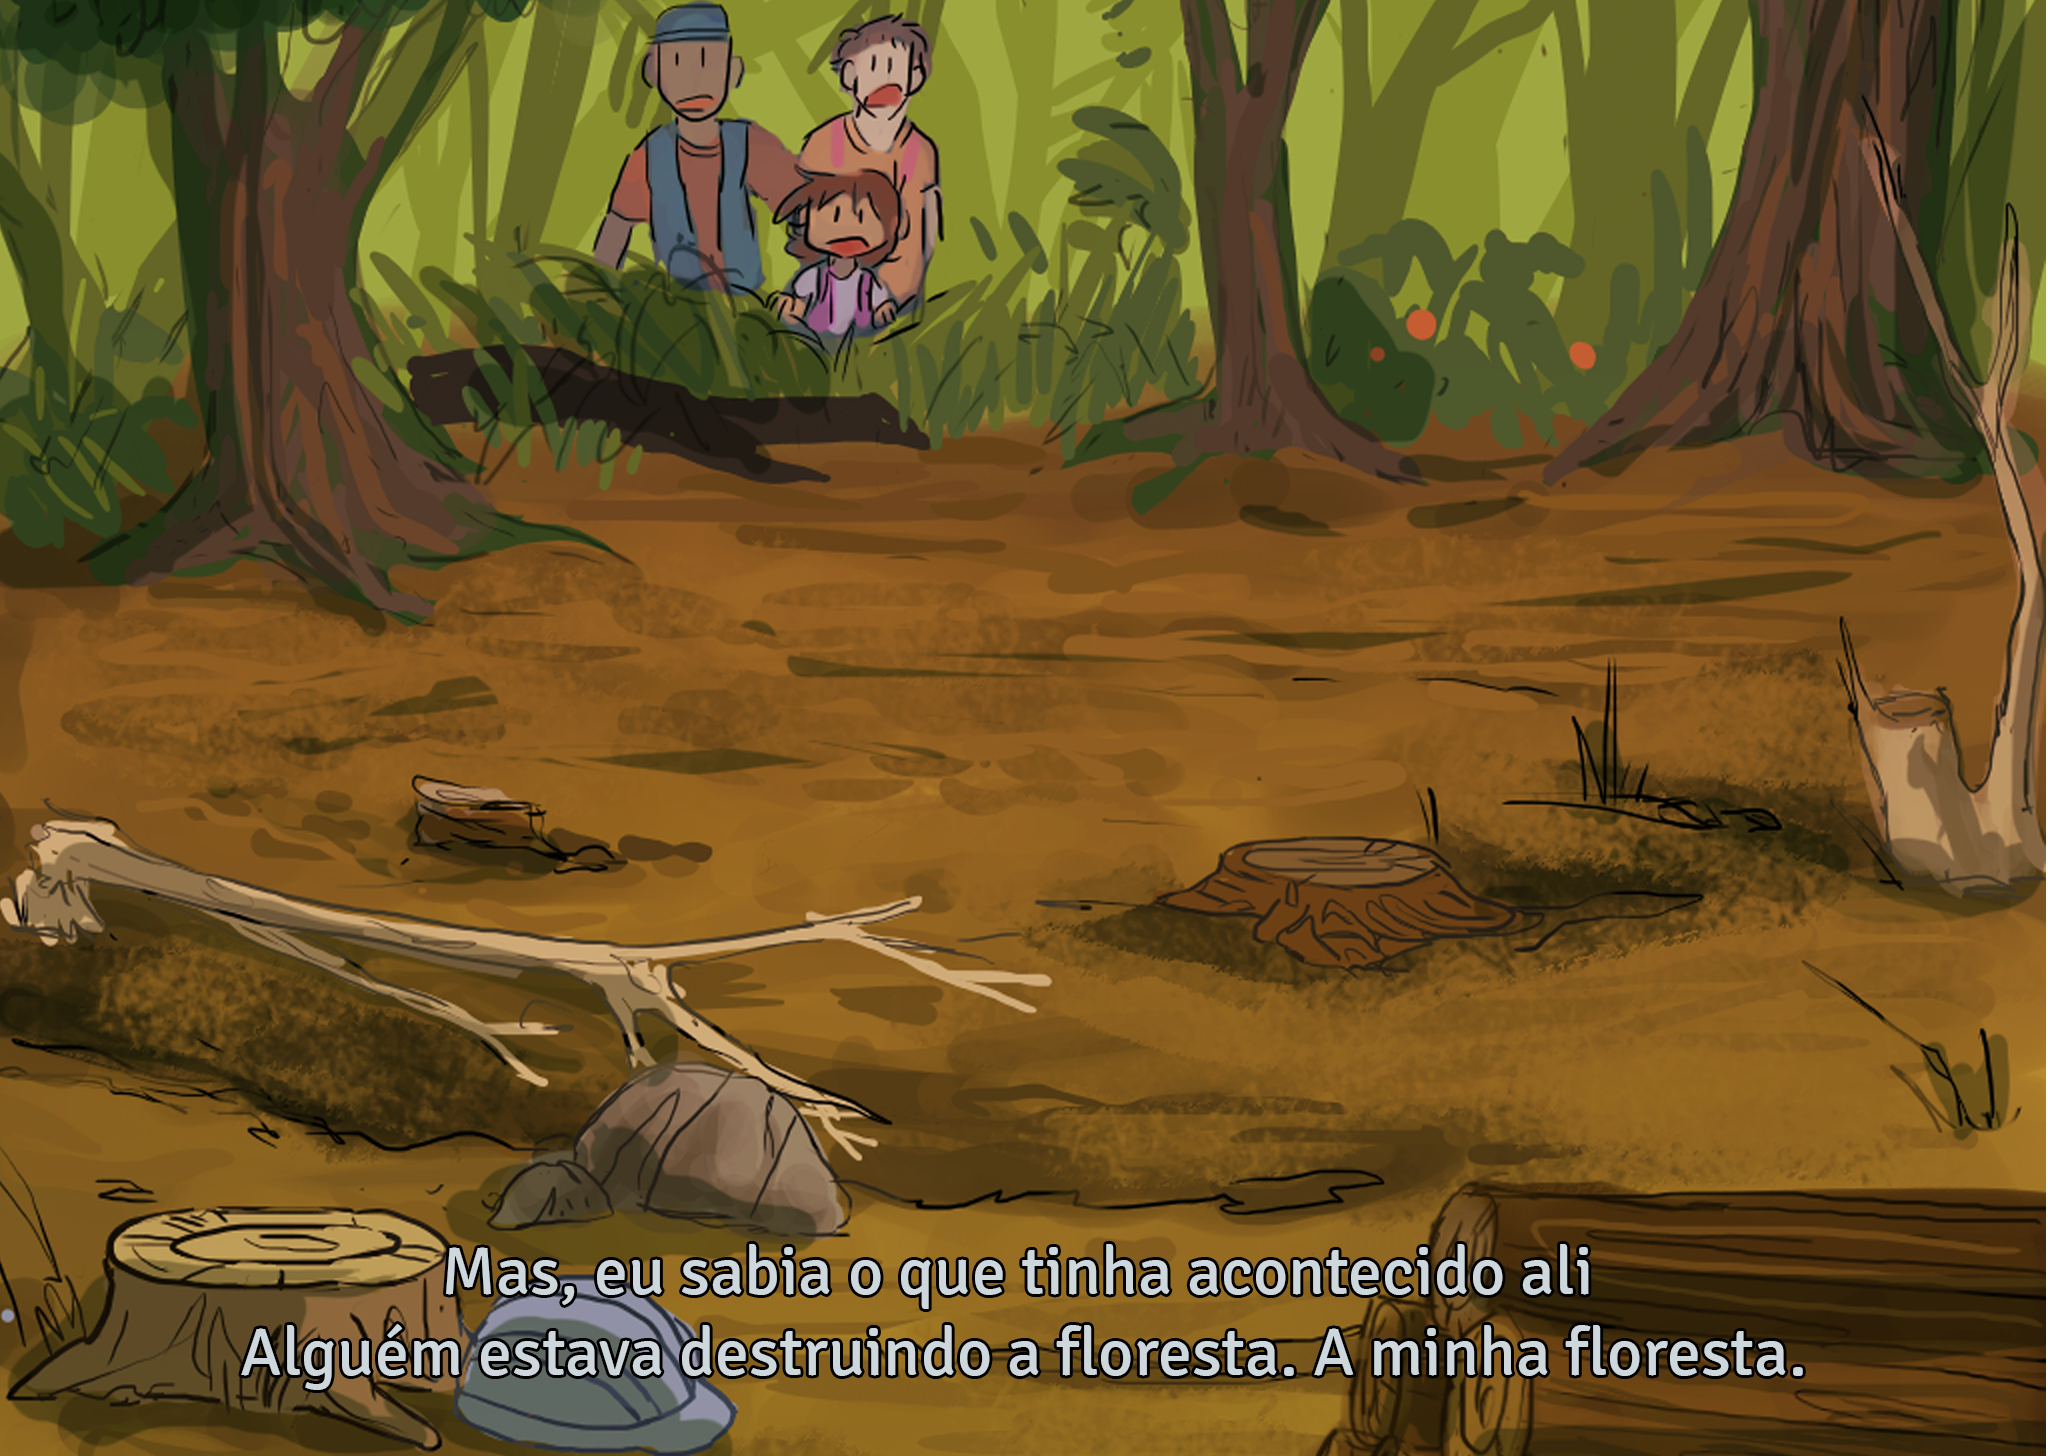 Mas, eu sabia o que tinha acontecido ali
Alguém estava destruindo a floresta. A minha floresta.